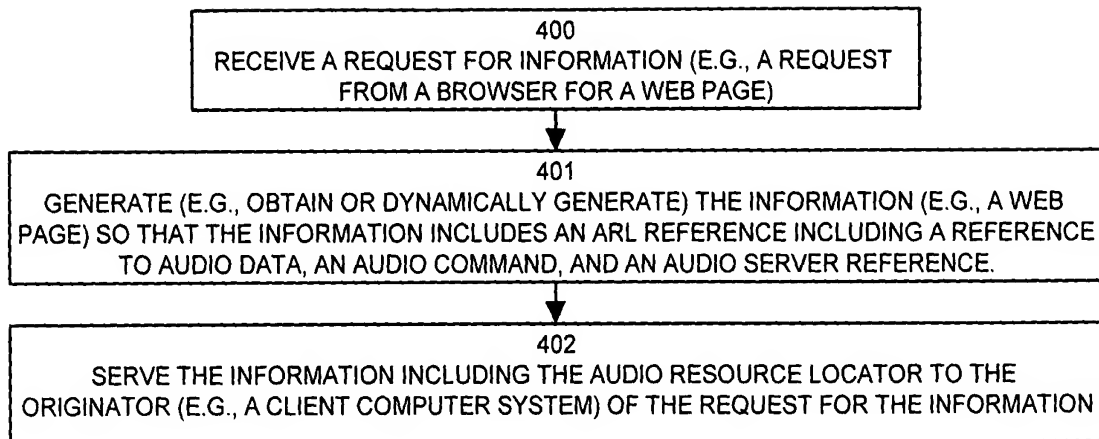 400
RECEIVE A REQUEST FOR INFORMATION (E.G., A REQUEST
FROM A BROWSER FOR A WEB PAGE)
401
GENERATE (E.G., OBTAIN OR DYNAMICALLY GENERATE) THE INFORMATION (E.G., A WEB
PAGE) SO THAT THE INFORMATION INCLUDES AN ARL REFERENCE INCLUDING A REFERENCE
TO AUDIO DATA, AN AUDIO COMMAND, AND AN AUDIO SERVER REFERENCE.
402
SERVE THE INFORMATION INCLUDING THE AUDIO RESOURCE LOCATOR TO THE
ORIGINATOR (E.G., A CLIENT COMPUTER SYSTEM) OF THE REQUEST FOR THE INFORMATION